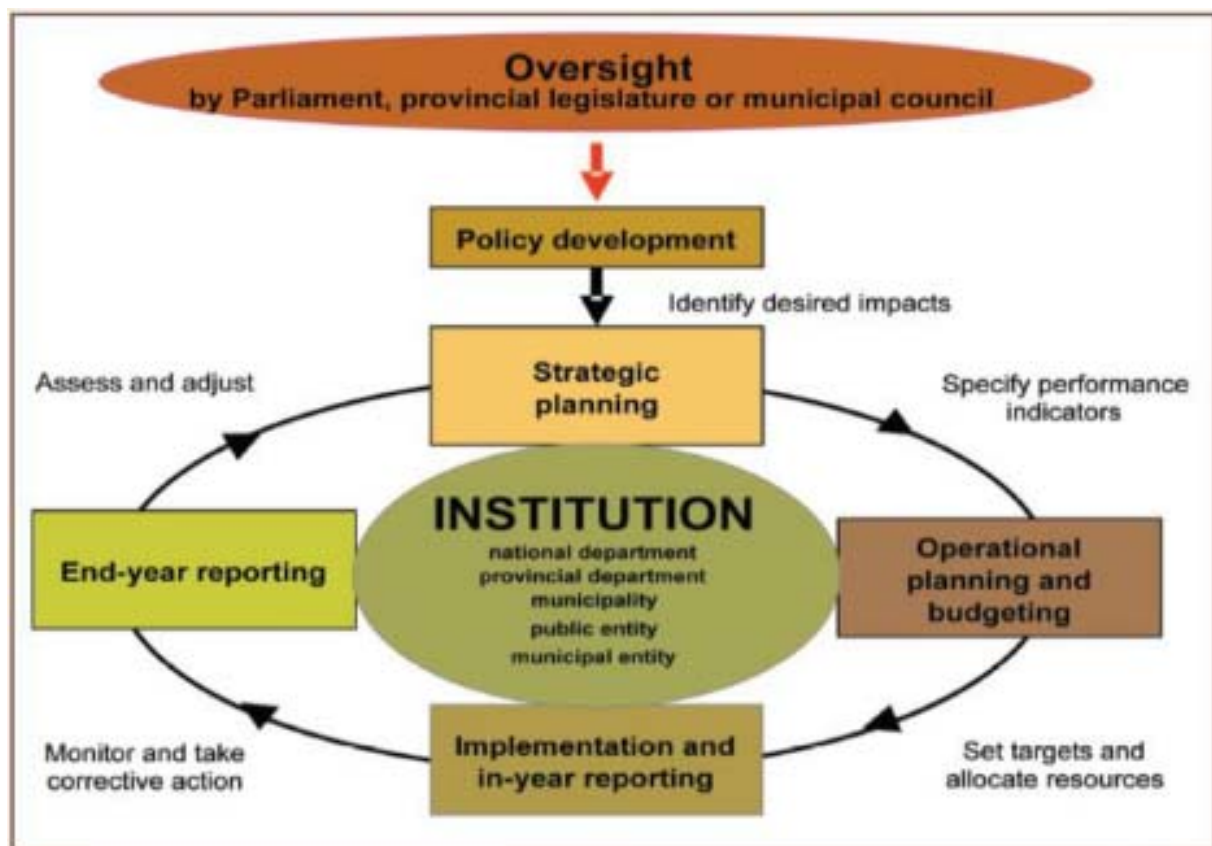 Oversight
by Parliament, provincial legislature or municipal council
Policy development
Identify desired impacts
Strategic
planning
Assess and adjust
Specify performance
indicators
INSTITUTION
national department
provincial department
municipality
public entity
municipal entity
End-year reporting
Operational
planning and
budgeting
Implementation and
in-year reporting
Monitor and take
corrective action
Set targets and
allocate resources